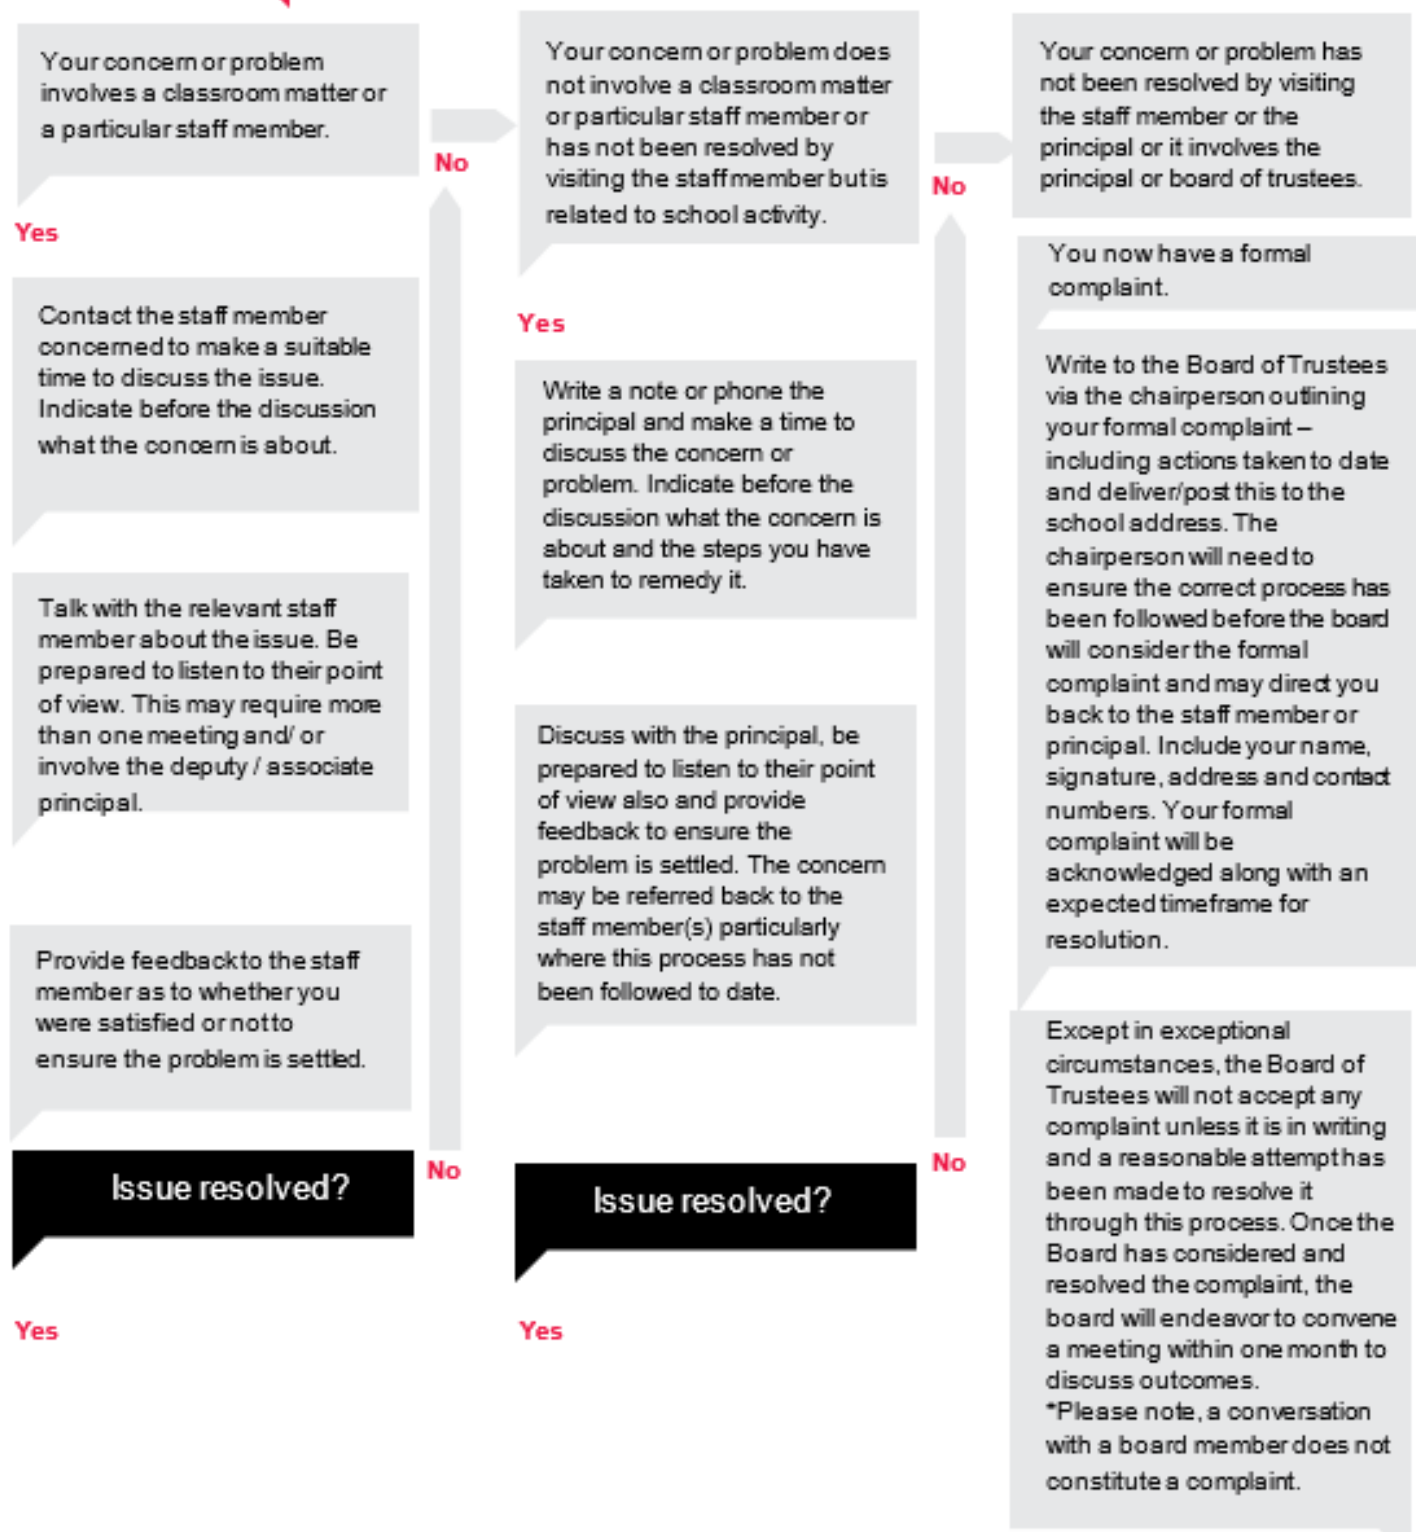 Your concern or problem
involves a classroom matter or
a particular staff member.
No
Yes
Contact the staff member
concerned to make a suitable
time to discuss the issue.
Indicate before the discussion
what the concern is about.
Talk with the relevant staff
member about the issue. Be
prepared to listen to their point
of view. This may require more
than one meeting and/ or
involve the deputy / associate
principal.
Provide feedback to the staff
member as to whether you
were satisfied or not to
ensure the problem is settled.
Issue resolved?
No
Yes
Your concern or problem does
not involve a classroom matter
or particular staff member or
has not been resolved by
visiting the staff member but is
related to school activity.
No
Yes
Write a note or phone the
principal and make a time to
discuss the concern or
problem. Indicate before the
discussion what the concern is
about and the steps you have
taken to remedy it.
Discuss with the principal, be
prepared to listen to their point
of view also and provide
feedback to ensure the
problem is settled. The concern
may be referred back to the
staff member(s) particularly
where this process has not
been followed to date.
Issue resolved?
No
Yes
Your concern or problem has
not been resolved by visiting
the staff member or the
principal or it involves the
principal or board of trustees.
You now have a formal
complaint.
Write to the Board of Trustees
via the chairperson outlining
your formal complaint –
including actions taken to date
and deliver/post this to the
school address. The
chairperson will need to
ensure the correct process has
been followed before the board
will consider the formal
complaint and may direct you
back to the staff member or
principal. Include your name,
signature, address and contact
numbers. Your formal
complaint will be
acknowledged along with an
expected timeframe for
resolution.
Except in exceptional
circumstances, the Board of
Trustees will not accept any
complaint unless it is in writing
and a reasonable attempt has
been made to resolve it
through this process. Once the
Board has considered and
resolved the complaint, the
board will endeavor to convene
a meeting within one month to
discuss outcomes.
*Please note, a conversation
with a board member does not
constitute a complaint.